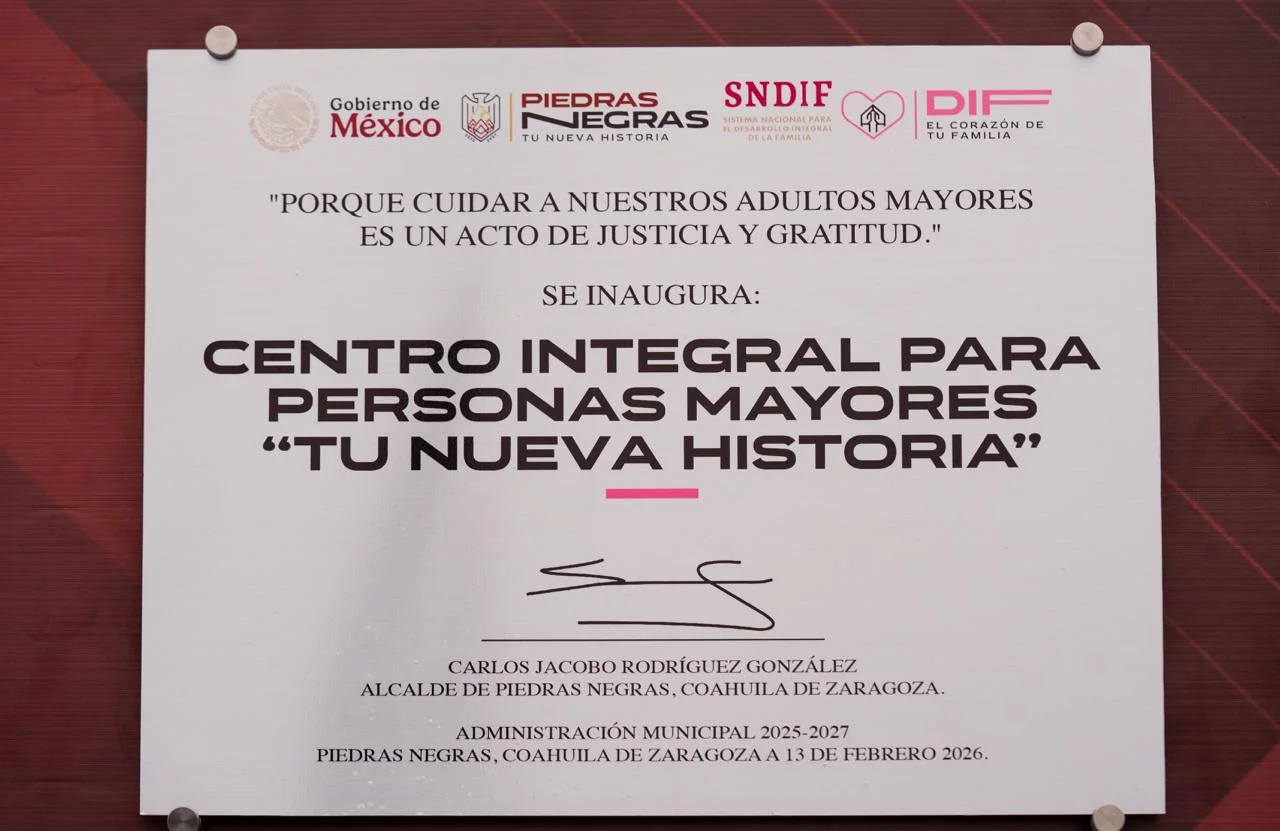 Gobierno de
México
PIEDRAS
NEGRAS
TU NUEVA HISTORIA
SNDIF
SISTEMA NACIONAL PARA
EL DESARROLLO INTEGRAL
DE LA FAMILIA
DIF
EL CORAZÓN DE
TU FAMILIA
"PORQUE CUIDAR A NUESTROS ADULTOS MAYORES
ES UN ACTO DE JUSTICIA Y GRATITUD."
SE INAUGURA:
CENTRO INTEGRAL PARA
PERSONAS MAYORES
“TU NUEVA HISTORIA”
CARLOS JACOBO RODRÍGUEZ GONZÁLEZ
ALCALDE DE PIEDRAS NEGRAS, COAHUILA DE ZARAGOZA.
ADMINISTRACIÓN MUNICIPAL 2025-2027
PIEDRAS NEGRAS, COAHUILA DE ZARAGOZA A 13 DE FEBRERO 2026.